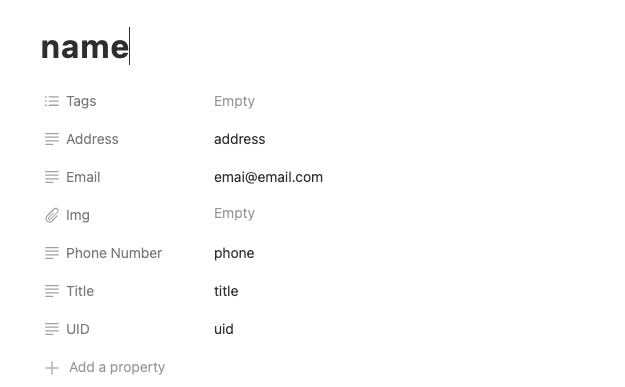 name
Tags Empty
Address address
Email emai@email.com
Img Empty
Phone Number phone
Title title
UID uid
Add a property